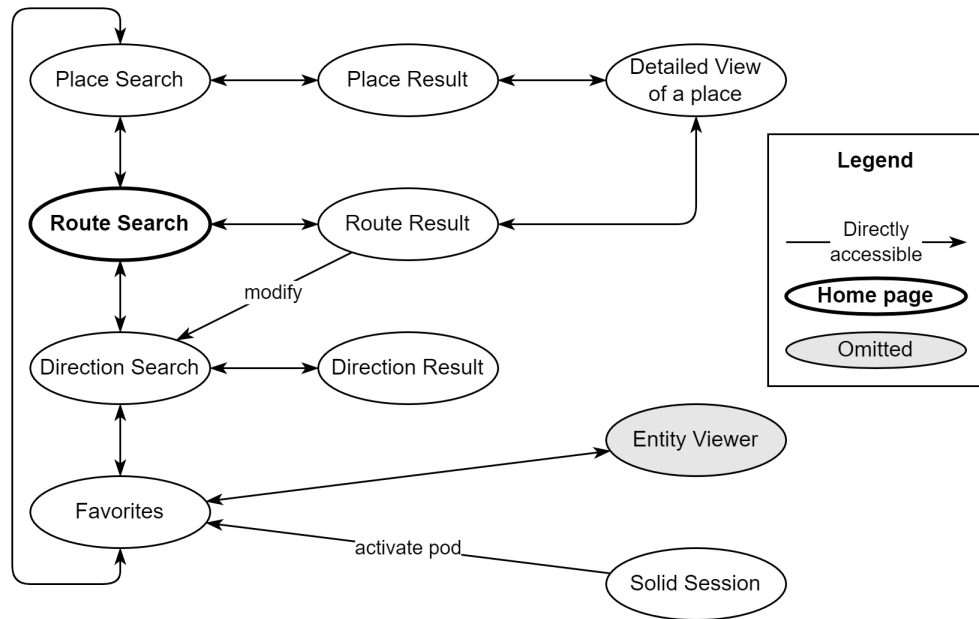 Place Search
Place Result
Detailed View
of a place
Legend
Route Search
Route Result
Directly
accessible
modify
Home page
Direction Search
Direction Result
Omitted
Entity Viewer
Favorites
activate pod
Solid Session